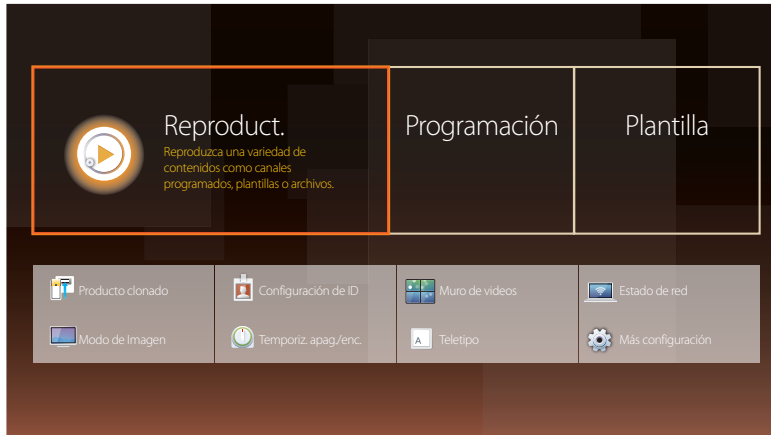 Reproduct.
Reproduzca una variedad de
contenidos como canales
programados, plantillas o archivos.
Programación
Plantilla
Producto clonado
Configuración de ID
Muro de videos
Estado de red
Modo de Imagen
Temporiz. apag./enc.
A
Teletipo
Más configuración